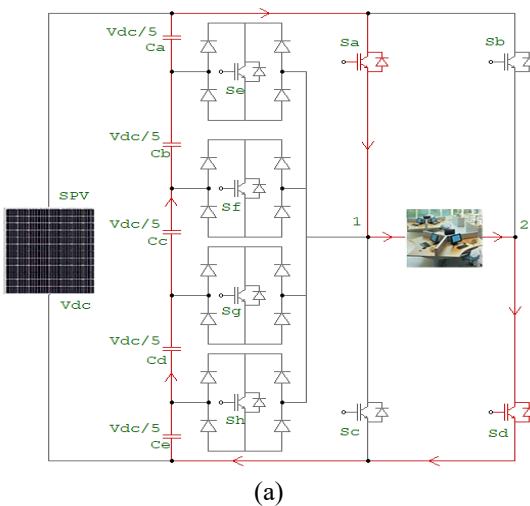 Vdc/5
Ca
Sa
Sb
Se
Vdc/5
Cb
SPV
Sf
1
2
Vdc/5
Cc
Vdc
Sg
Vdc/5
Cd
Sh
Vdc/5
Ce
Sc
Sd
(a)